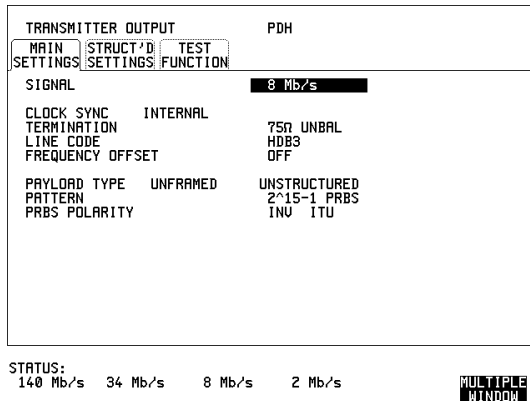 TRANSMITTER OUTPUT PDH
MAIN SETTINGS STRUCT'D SETTINGS TEST FUNCTION
SIGNAL 8 Mb/s
CLOCK SYNC INTERNAL
TERMINATION 75Ω UNBAL
LINE CODE HDB3
FREQUENCY OFFSET OFF
PAYLOAD TYPE UNFRAMED UNSTRUCTURED
PATTERN 2^15-1 PRBS
PRBS POLARITY INV ITU
STATUS:
140 Mb/s 34 Mb/s 8 Mb/s 2 Mb/s MULTIPLE WINDOW